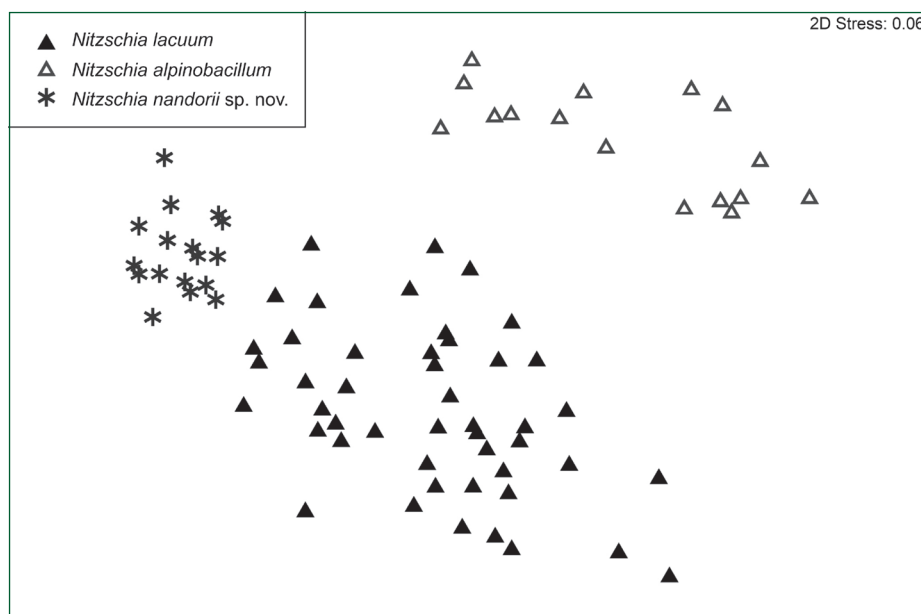 2D Stress: 0.06
Nitzschia lacuum
Nitzschia alpinobacillum
Nitzschia nandorii sp. nov.